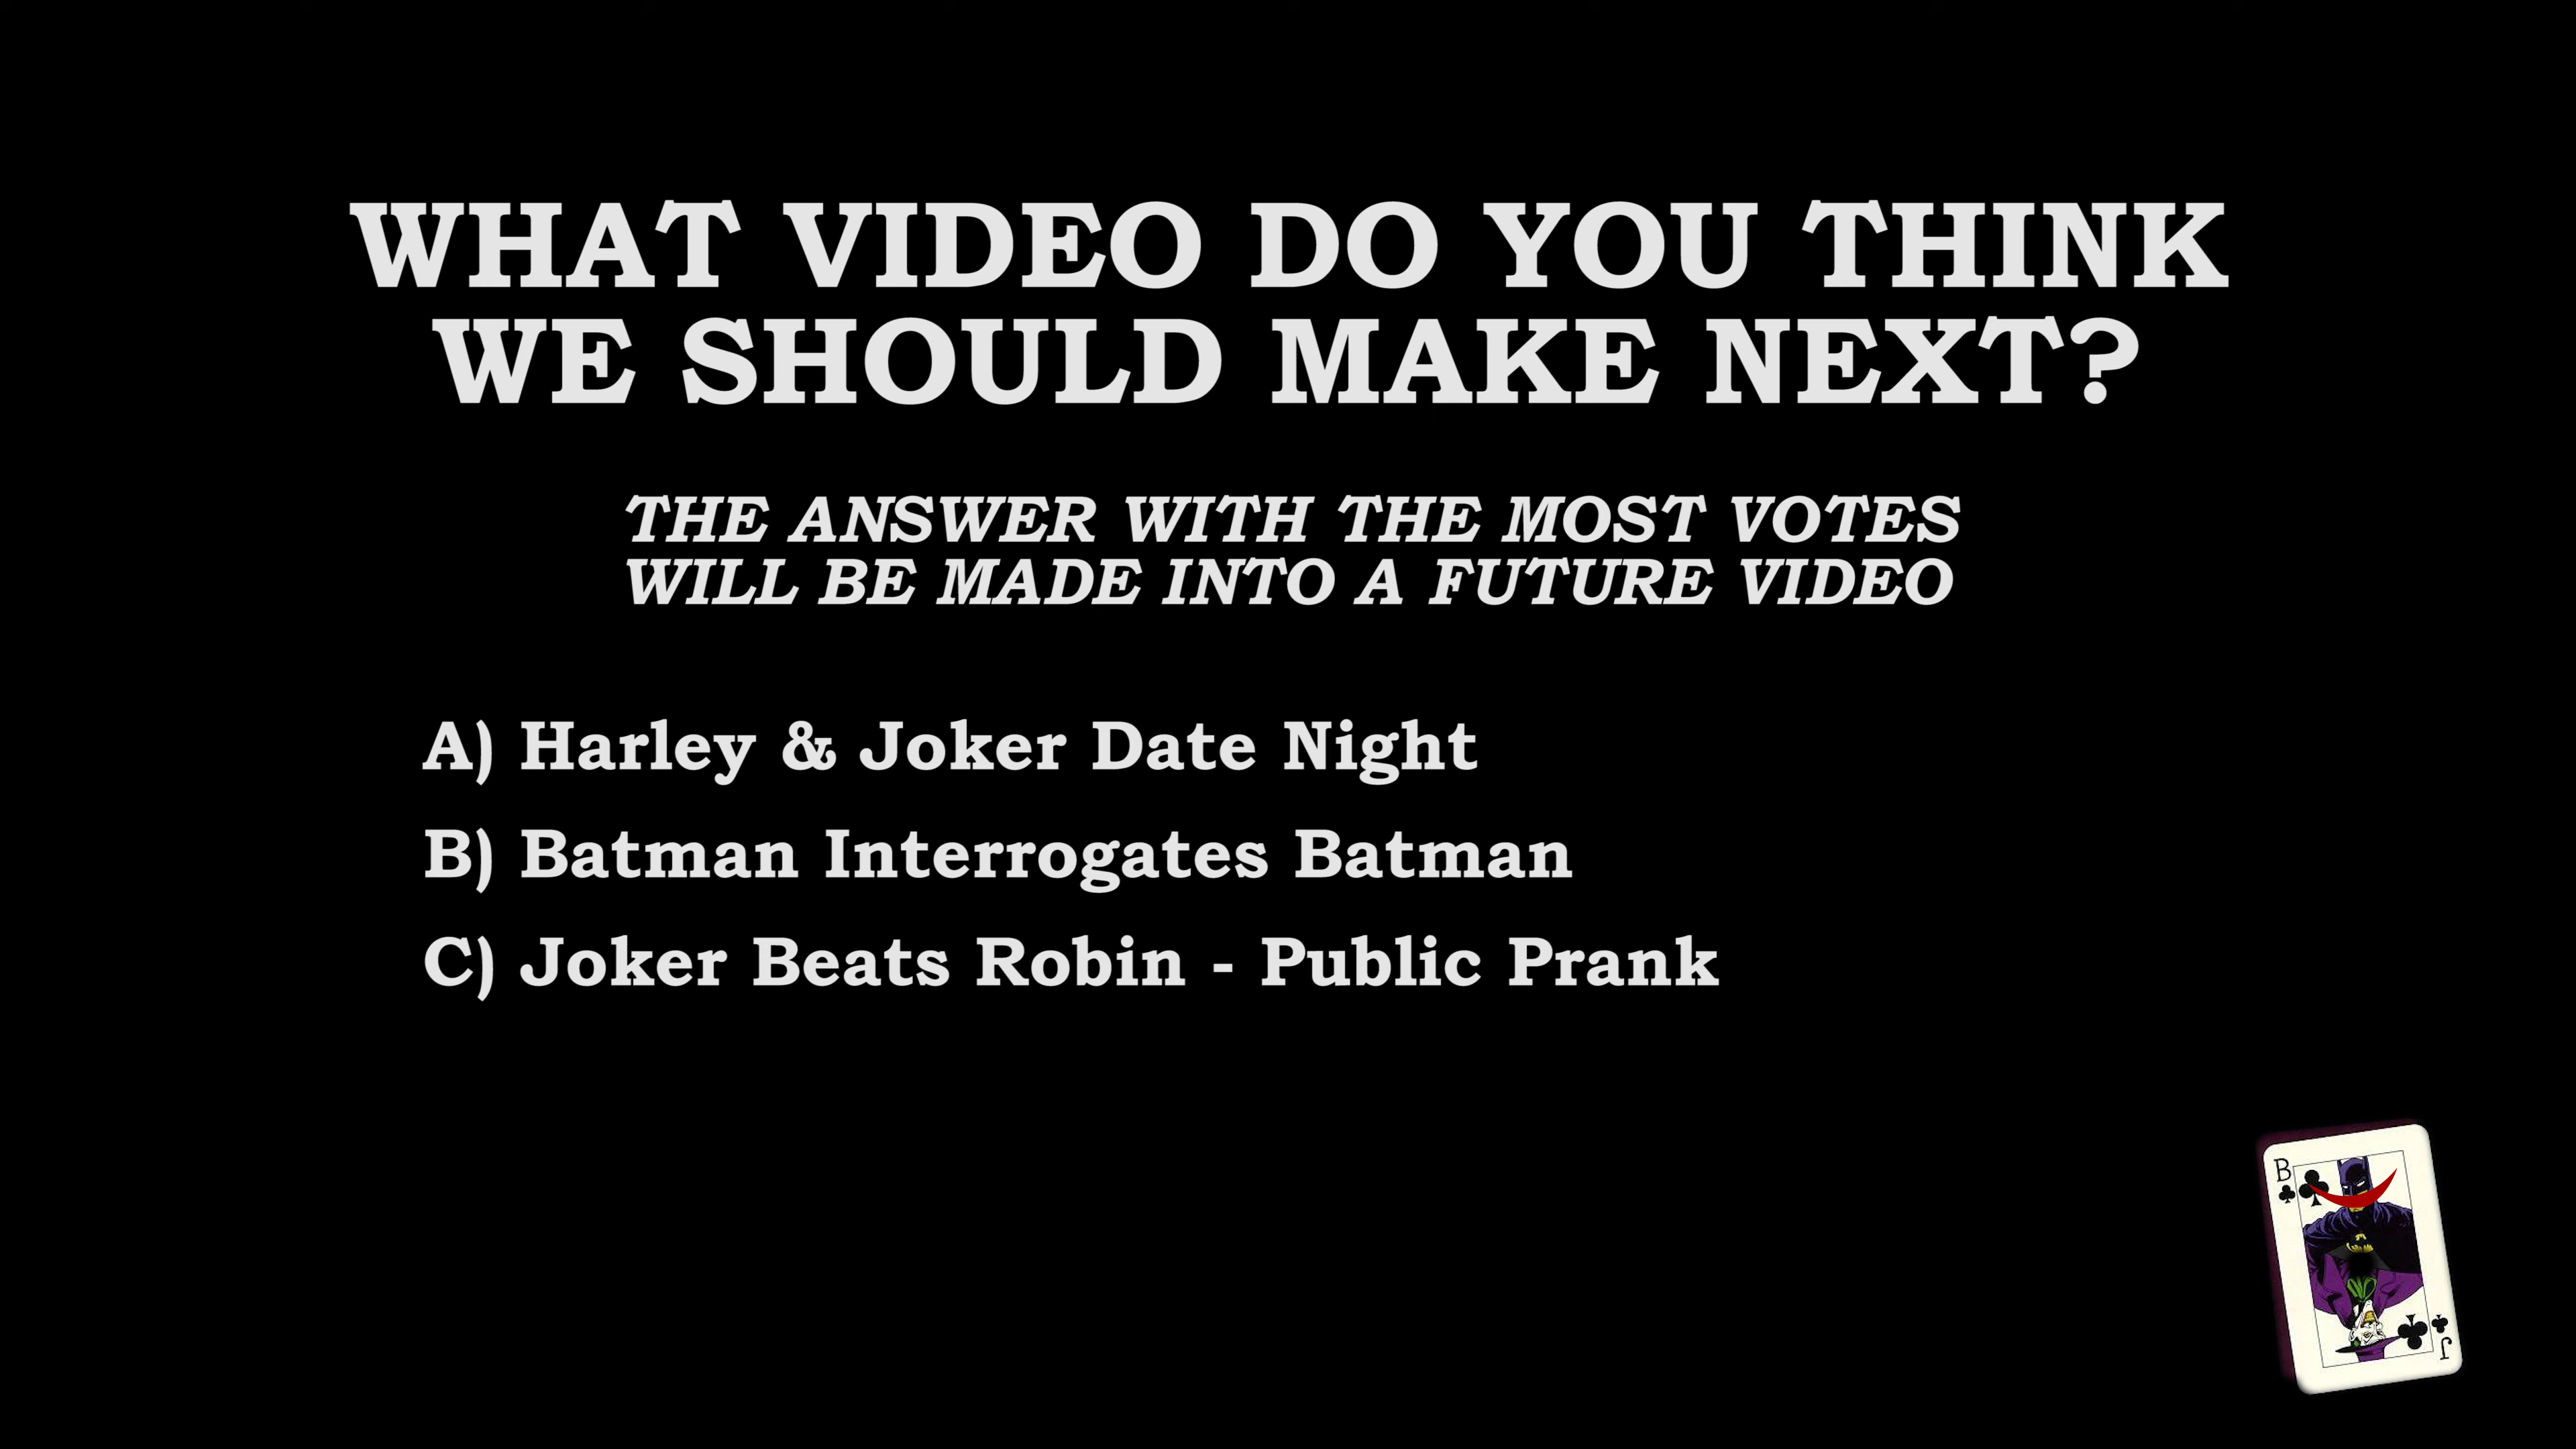 WHAT VIDEO DO YOU THINK
WE SHOULD MAKE NEXT?
THE ANSWER WITH THE MOST VOTES
WILL BE MADE INTO A FUTURE VIDEO
A) Harley & Joker Date Night
B) Batman Interrogates Batman
C) Joker Beats Robin - Public Prank
B
J